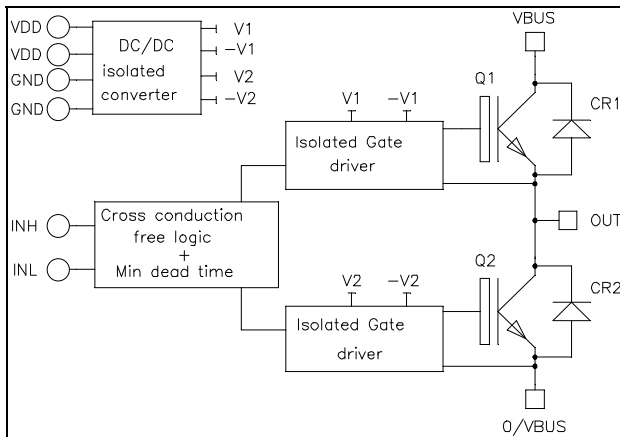 VDD
VDD
GND
GND
DC/DC
isolated
converter
V1
-V1
V2
-V2
VBUS
Q1
CR1
V1
-V1
Isolated Gate
driver
INH
INL
Cross conduction
free logic
+
Min dead time
OUT
Q2
CR2
V2
-V2
Isolated Gate
driver
0/VBUS